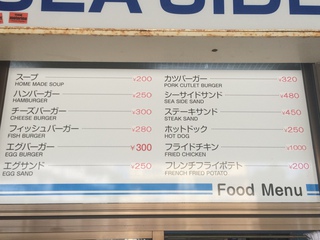 SEA SIDE
スープ ¥200
HOME MADE SOUP
ハンバーガー ¥250
HAMBURGER
チーズバーガー ¥300
CHEESE BURGER
フィッシュバーガー ¥280
FISH BURGER
エグバーガー ¥300
EGG BURGER
エグサンド ¥250
EGG SAND
カツバーガー ¥320
PORK CUTLET BURGER
シーサイドサンド ¥480
SEA SIDE SAND
ステーキサンド ¥450
STEAK SAND
ホットドック ¥250
HOT DOG
フライドチキン ¥1000
FRIED CHICKEN
フレンチフライポテト ¥200
FRENCH FRIED POTATO
Food Menu